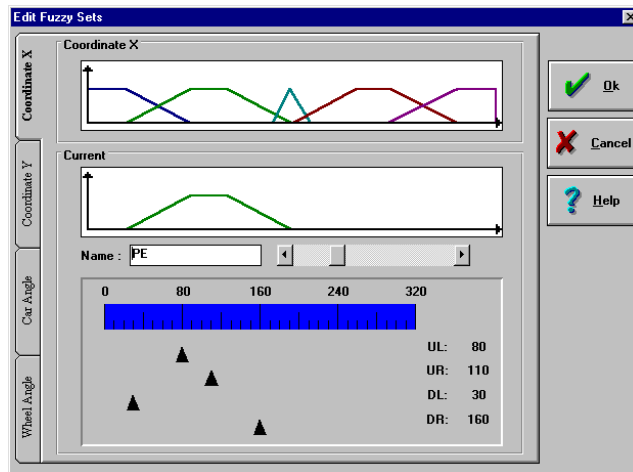 Edit Fuzzy Sets
Coordinate X
Coordinate Y
Car Angle
Wheel Angle
Coordinate X
Current
Name : PE
0 80 160 240 320
UL: 80
UR: 110
DL: 30
DR: 160
Ok
Cancel
Help